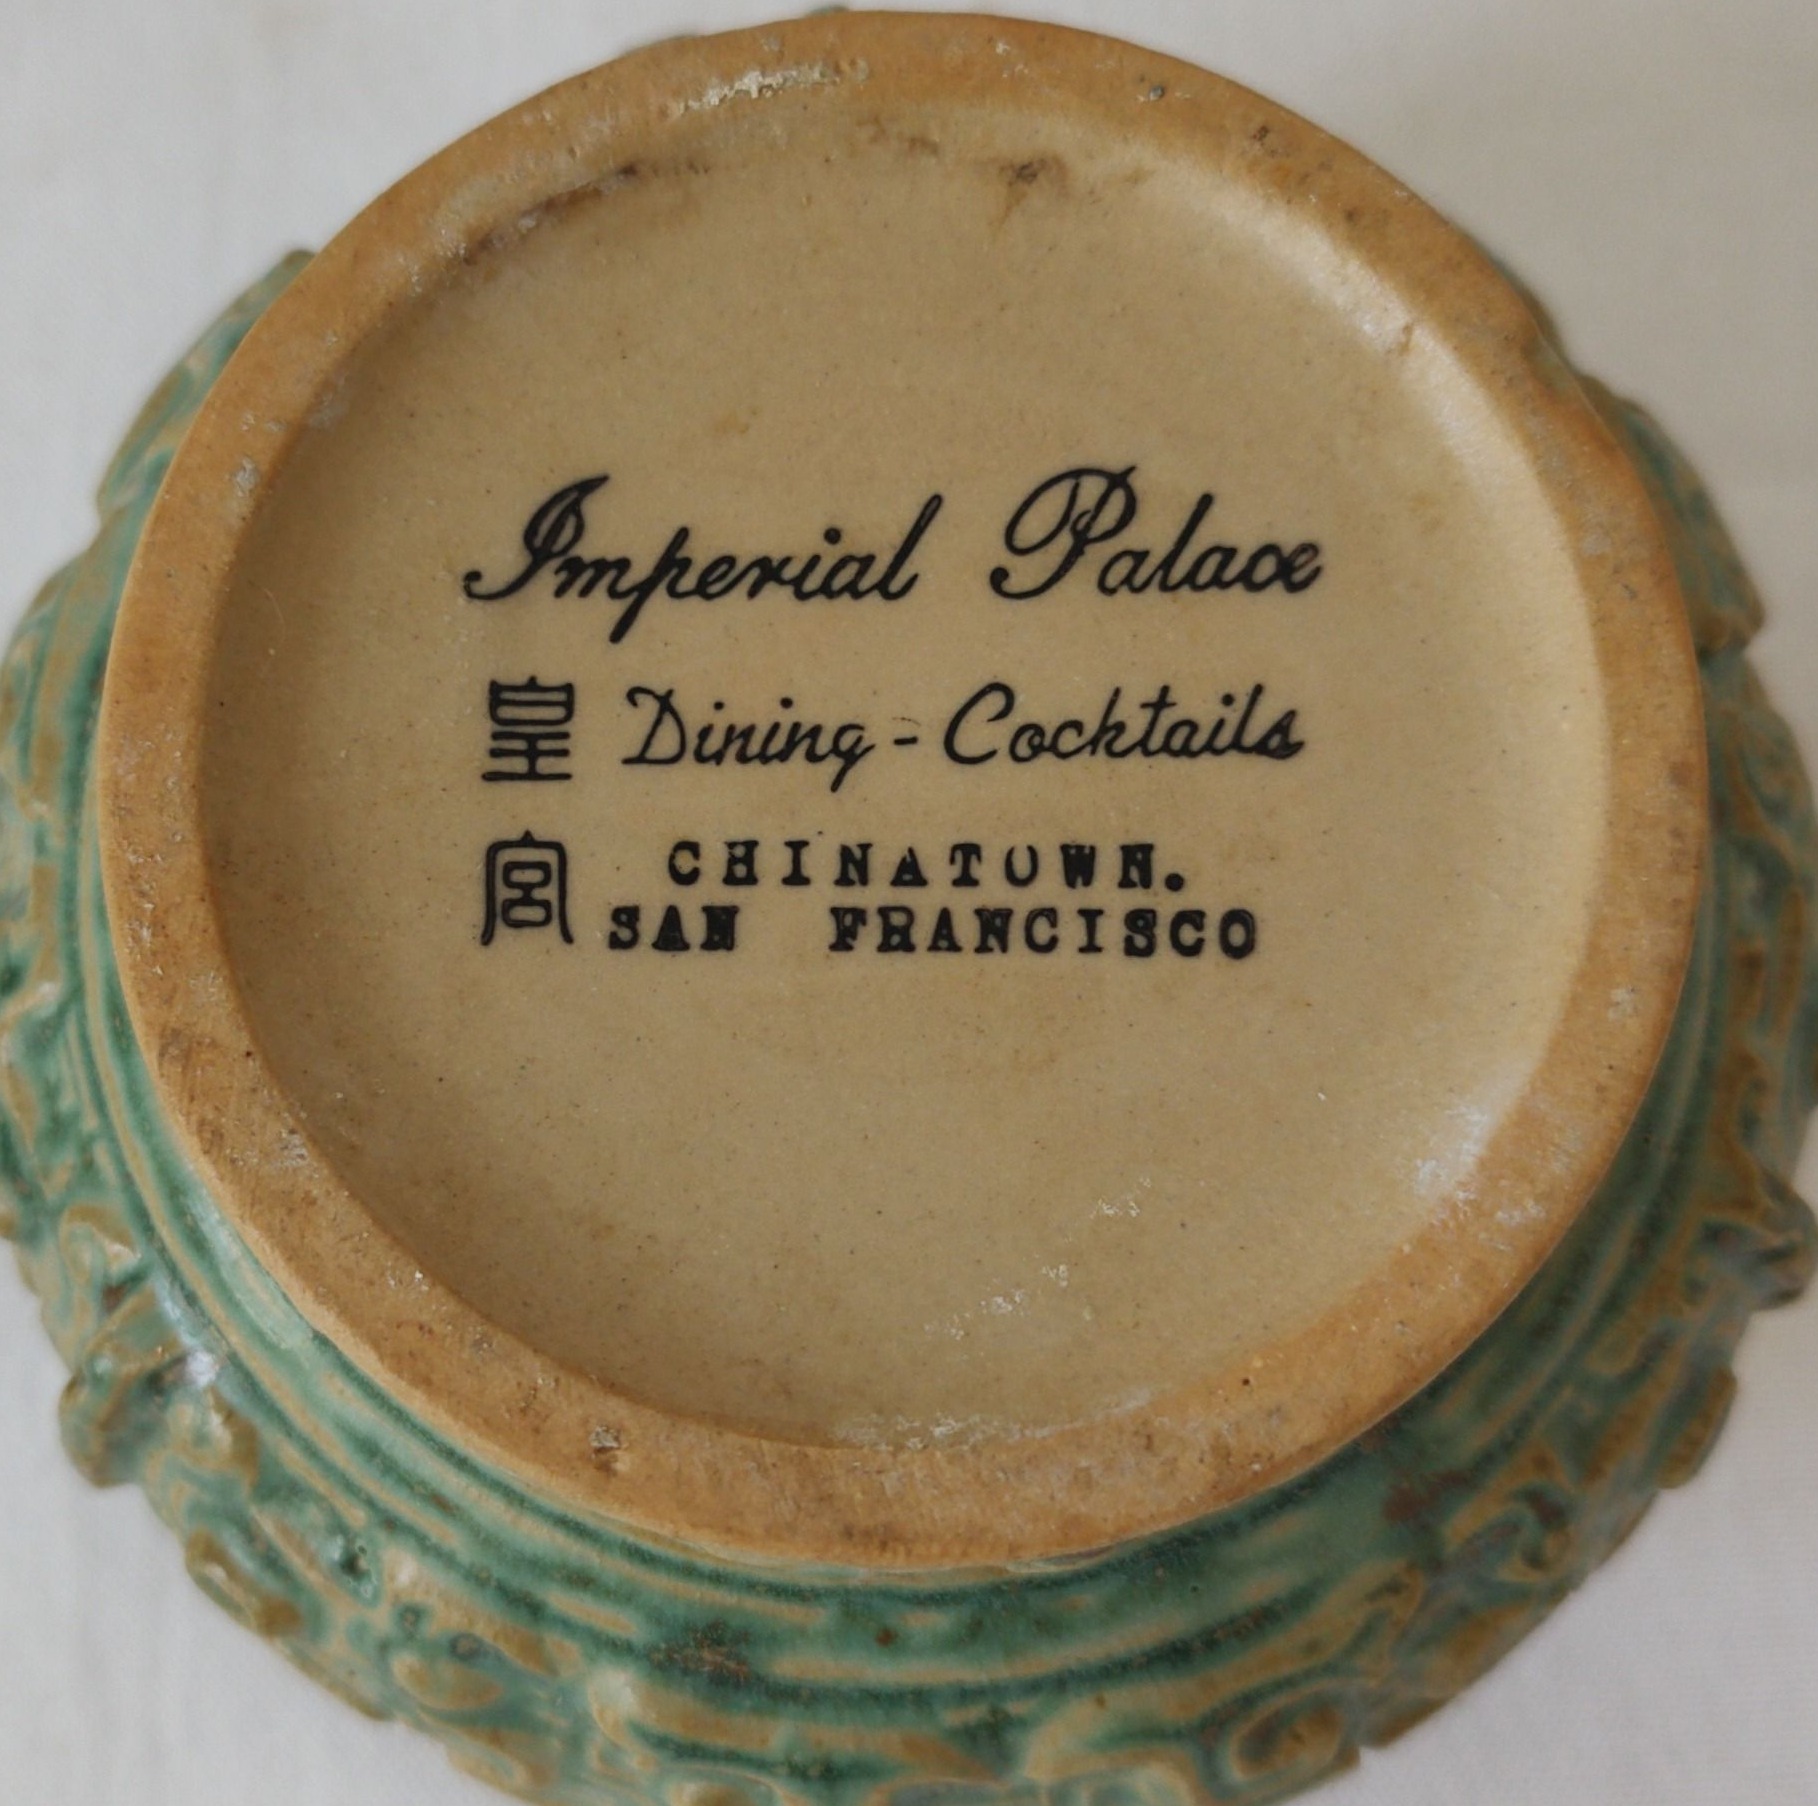 Imperial Palace
皇 Dining - Cocktails
宮 CHINATOWN.
SAN FRANCISCO